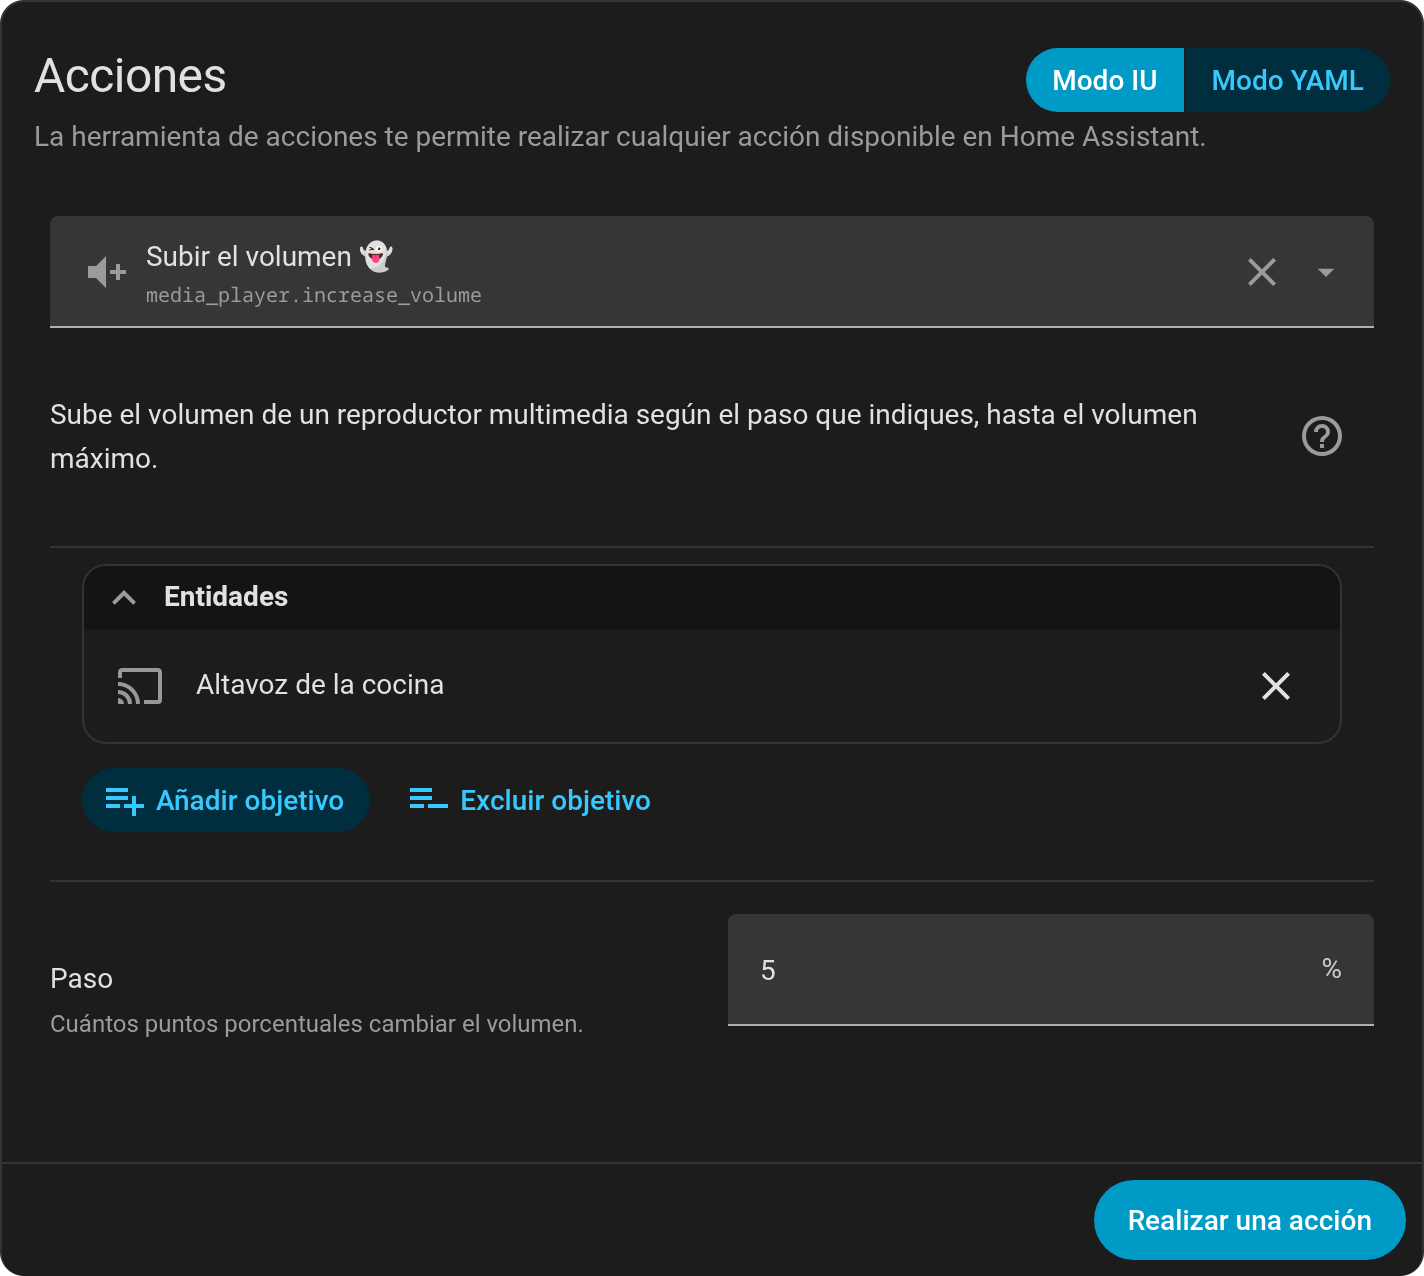 Acciones
Modo IU
Modo YAML
La herramienta de acciones te permite realizar cualquier acción disponible en Home Assistant.
Subir el volumen 👻
media_player.increase_volume
Sube el volumen de un reproductor multimedia según el paso que indiques, hasta el volumen
máximo.
Entidades
Altavoz de la cocina
Añadir objetivo
Excluir objetivo
Paso
Cuántos puntos porcentuales cambiar el volumen.
5
%
Realizar una acción